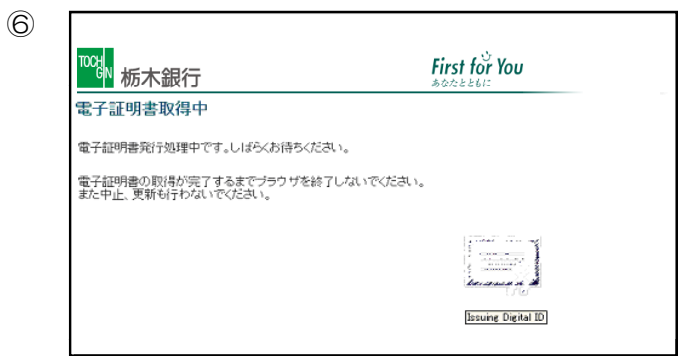 ⑥
TOCHIGIN 栃木銀行
First for You
あなたとともに
電子証明書取得中
電子証明書発行処理中です。しばらくお待ちください。
電子証明書の取得が完了するまでブラウザを終了しないでください。
また中止、更新も行わないでください。
Issuing Digital ID